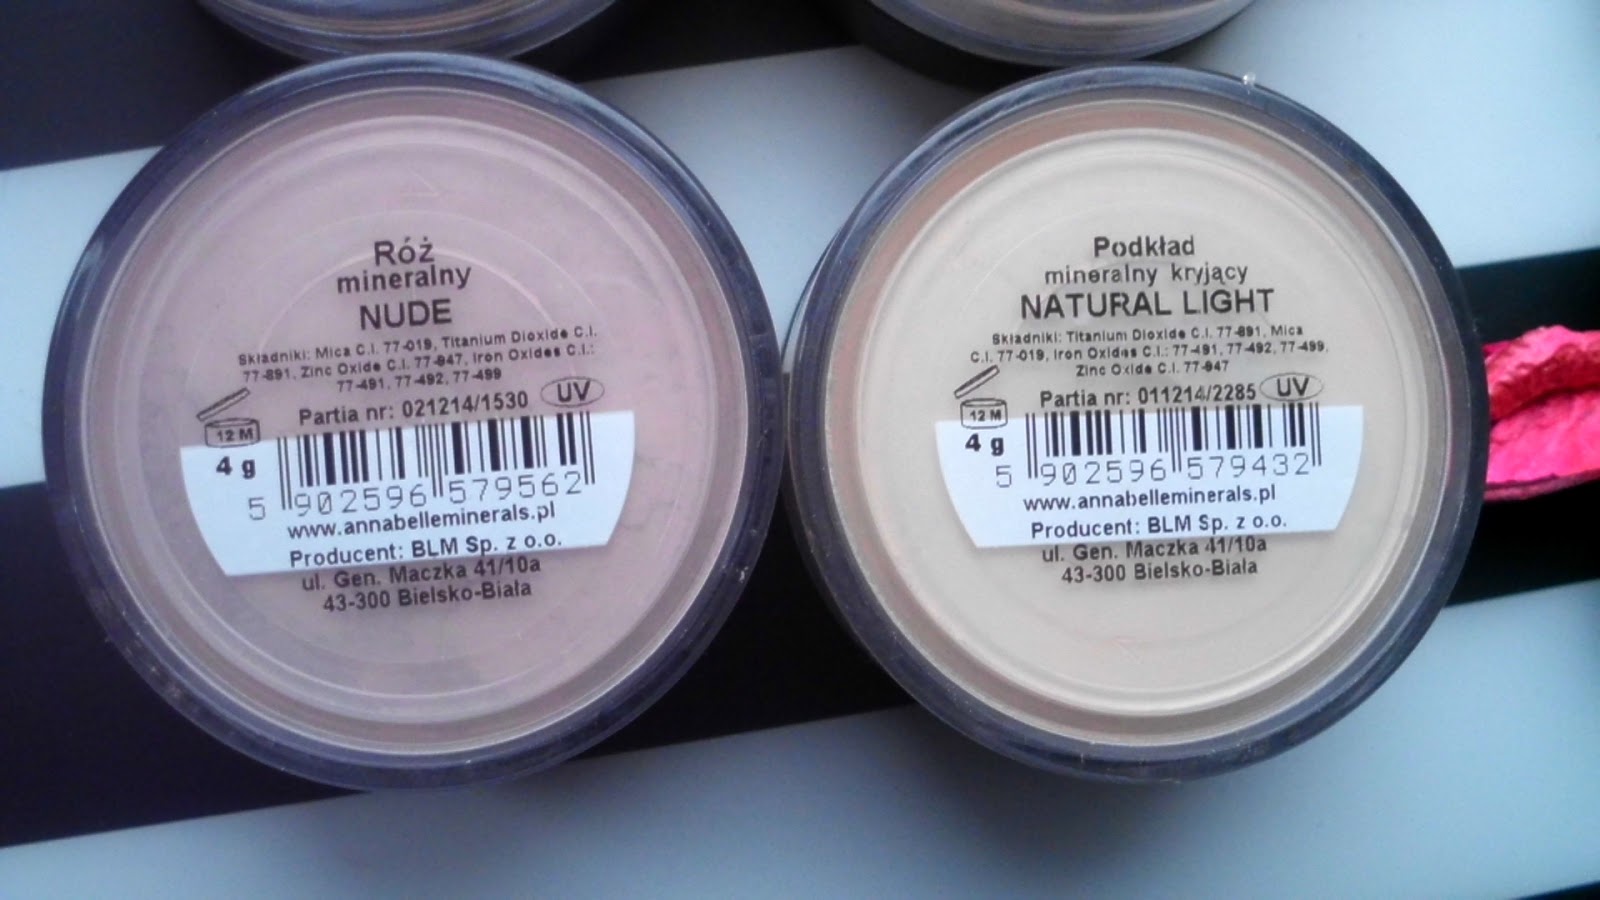 Róż
mineralny
NUDE
Składniki: Mica C.I. 77-019, Titanium Dioxide C.I.
77-891, Zinc Oxide C.I. 77-947, Iron Oxides C.I.:
77-491, 77-492, 77-499
Partia nr: 021214/1530 UV
12 M
4 g
5 902596 579562
www.annabelleminerals.pl
Producent: BLM Sp. z o.o.
ul. Gen. Maczka 41/10a
43-300 Bielsko-Biała
Podkład
mineralny kryjący
NATURAL LIGHT
Składniki: Titanium Dioxide C.I. 77-891, Mica
C.I. 77-019, Iron Oxides C.I.: 77-491, 77-492, 77-499,
Zinc Oxide C.I. 77-947
Partia nr: 011214/2285 UV
12 M
4 g
5 902596 579432
www.annabelleminerals.pl
Producent: BLM Sp. z o.o.
ul. Gen. Maczka 41/10a
43-300 Bielsko-Biała